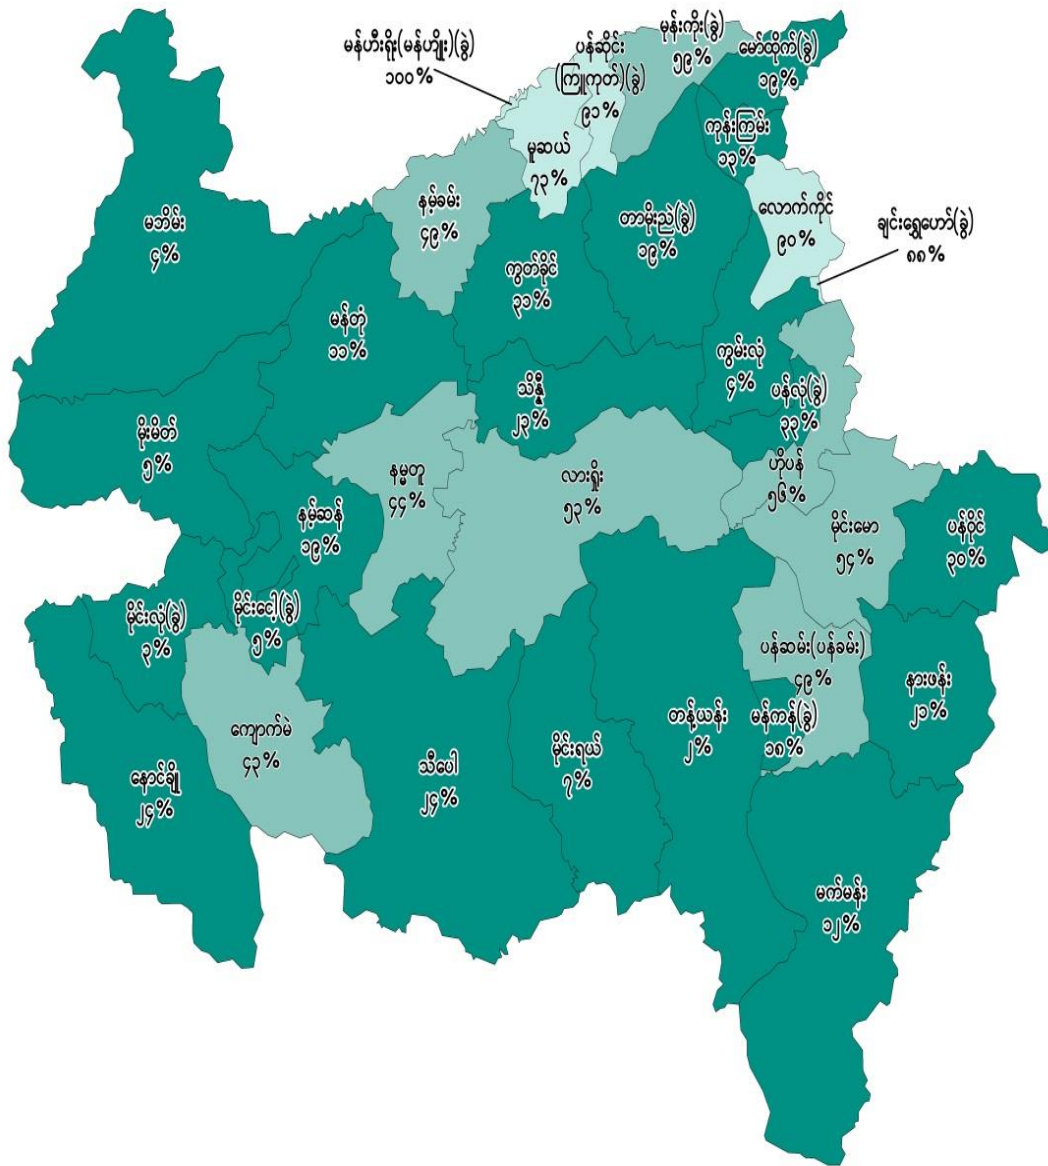 မန်ဟီးရိုး(မန်ဟျိုး)(ခွဲ)
၁၀၀%
ပန်ဆိုင်း
(ကြူကုတ်)(ခွဲ)
၉၁%
မုန်းကိုး(ခွဲ)
၅၉%
မော်ထိုက်(ခွဲ)
၁၉%
ကုန်းကြမ်း
၁၃%
မူဆယ်
၇၃%
နမ့်ခမ်း
၄၉%
မဘိမ်း
၄%
တာမိုးညဲ(ခွဲ)
၁၉%
လောက်ကိုင်
၉၀%
ချင်းရွှေဟော်(ခွဲ)
၈၈%
ကွတ်ခိုင်
၃၁%
မန်တုံ
၁၁%
ကွမ်းလုံ
၄%
သိန္နီ
၂၃%
ပန်လုံ(ခွဲ)
၃၃%
မိုးမိတ်
၅%
နမ္မတူ
၄၄%
လားရှိုး
၅၃%
ဟိုပန်
၅၆%
မိုင်းမော
၅၄%
ပန်ဝိုင်
၃၀%
နမ့်ဆန်
၁၉%
မိုင်းငေါ့(ခွဲ)
၅%
မိုင်းလုံ(ခွဲ)
၃%
ပန်ဆမ်း(ပန်ခမ်း)
၄၉%
နားဖန်း
၂၁%
ကျောက်မဲ
၄၃%
တန့်ယန်း
၂%
မန်ကန်(ခွဲ)
၁၈%
မိုင်းရယ်
၇%
သီပေါ
၂၄%
နောင်ချို
၂၄%
မက်မန်း
၁၂%